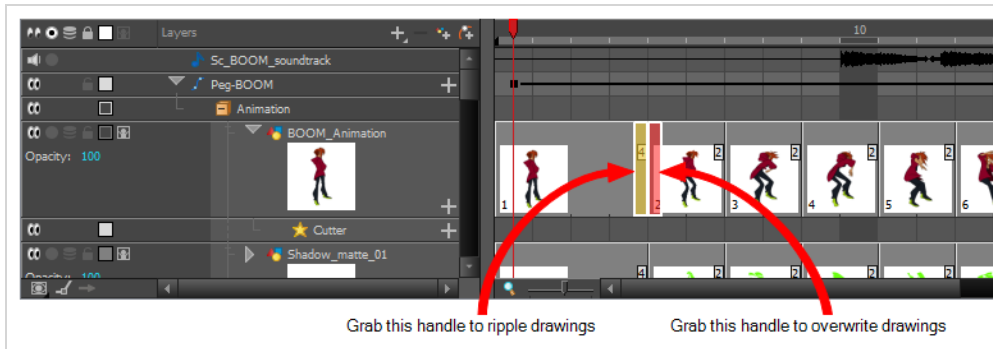 Layers
10
Sc_BOOM_soundtrack
Peg-BOOM
Animation
BOOM_Animation
Opacity: 100
4 2 2 2 2
1 2 3 4 5 6
Cutter
Shadow_matte_01
Opacity: 100
4 2 2 2 2
Grab this handle to ripple drawings
Grab this handle to overwrite drawings